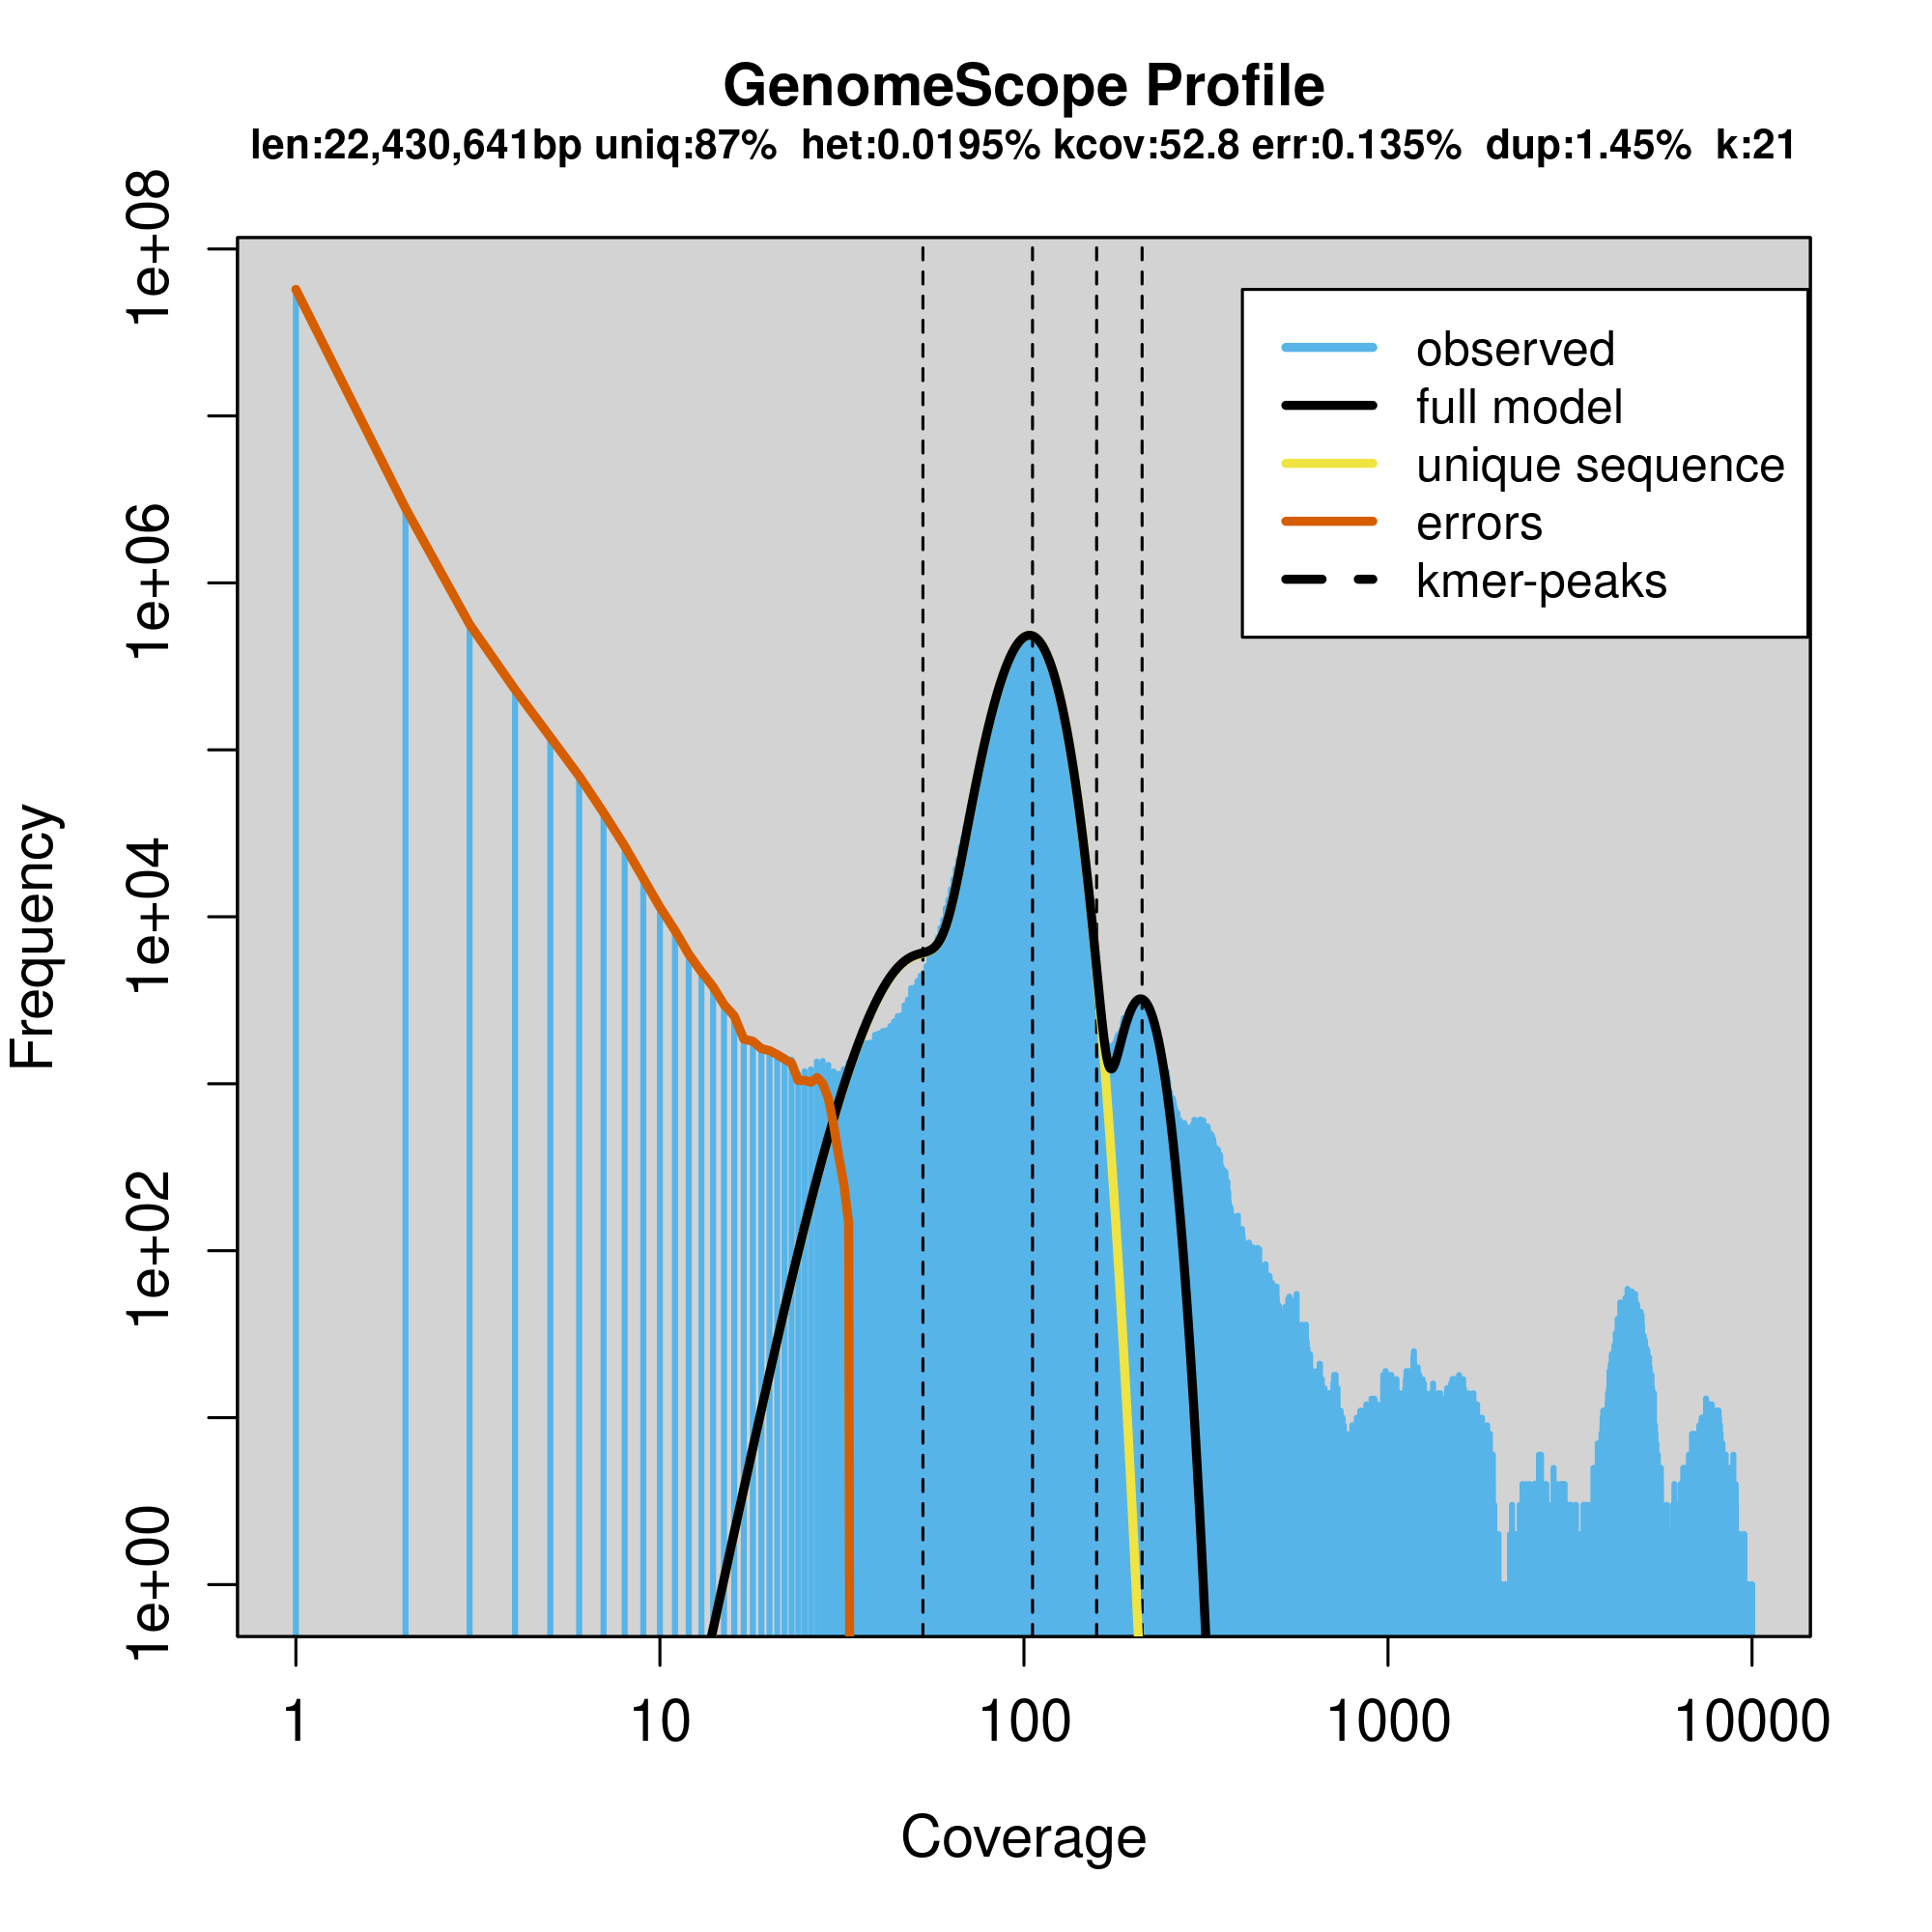 GenomeScope Profile
len:22,430,641bp uniq:87% het:0.0195% kcov:52.8 err:0.135% dup:1.45% k:21
1e+08
1e+06
1e+04
1e+02
1e+00
Frequency
observed
full model
unique sequence
errors
kmer-peaks
1 10 100 1000 10000
Coverage